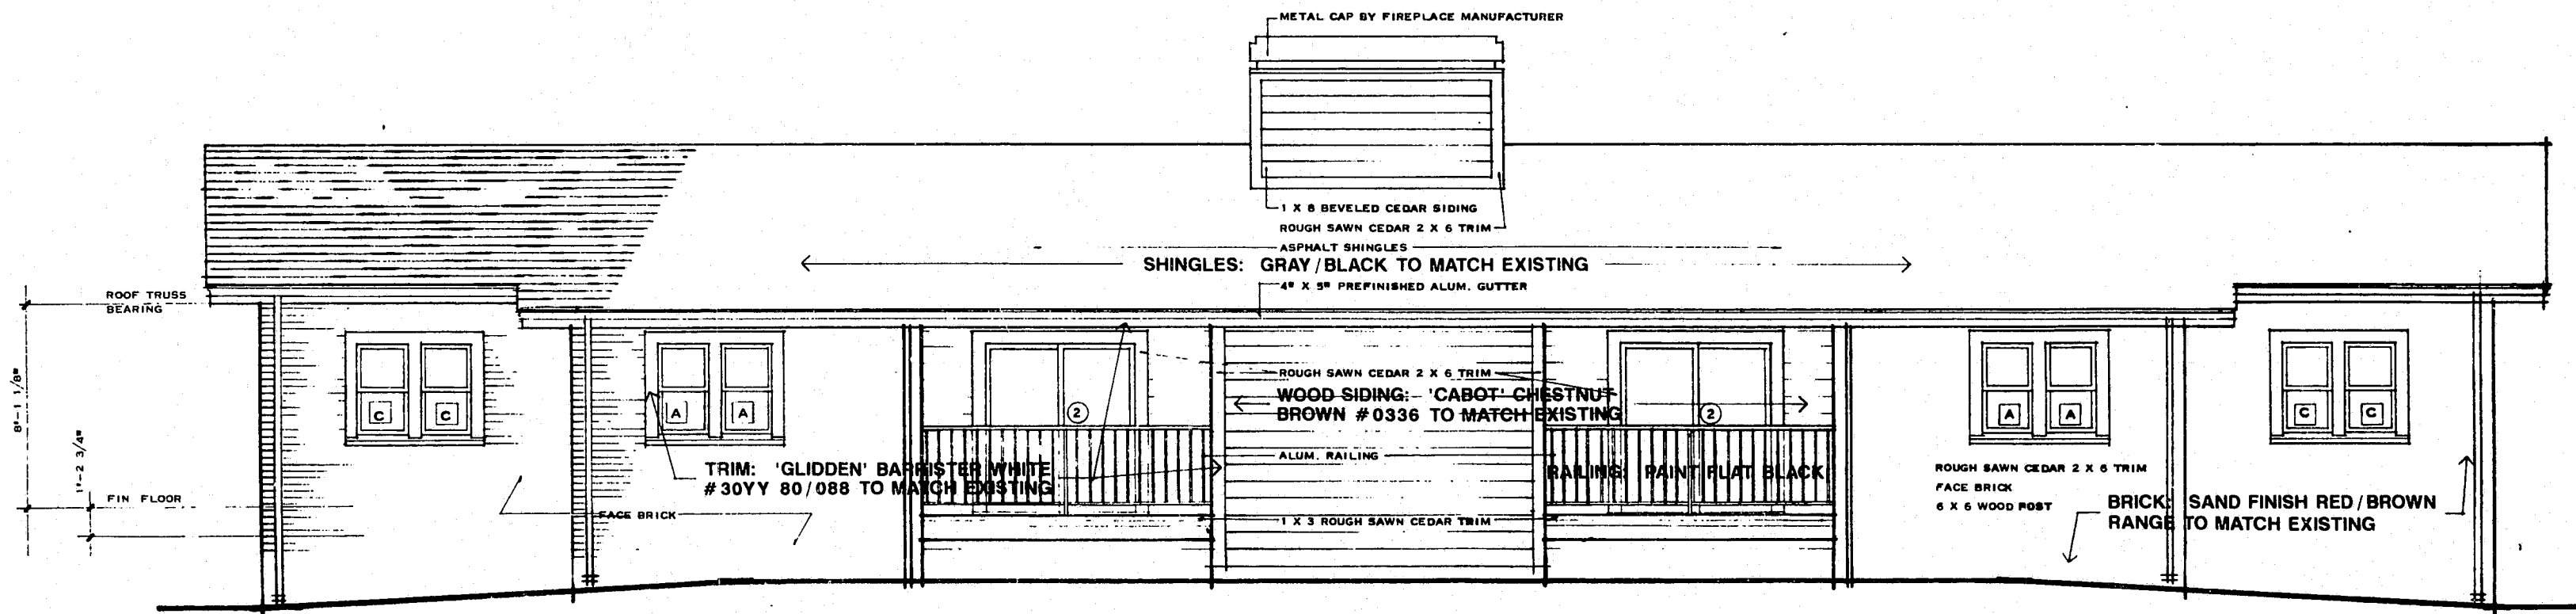 METAL CAP BY FIREPLACE MANUFACTURER
1 X 8 BEVELED CEDAR SIDING
ROUGH SAWN CEDAR 2 X 6 TRIM
ASPHALT SHINGLES
SHINGLES: GRAY/BLACK TO MATCH EXISTING
4" X 5" PREFINISHED ALUM. GUTTER
ROOF TRUSS
BEARING
8'-1 1/8"
1'-2 3/4"
FIN FLOOR
C C
A A
2
ROUGH SAWN CEDAR 2 X 6 TRIM
WOOD SIDING: 'CABOT' CHESTNUT
BROWN #0336 TO MATCH EXISTING
2
A A
C C
TRIM: 'GLIDDEN' BARRISTER WHITE
#30YY 80/088 TO MATCH EXISTING
FACE BRICK
ALUM. RAILING
RAILING: PAINT FLAT BLACK
1 X 3 ROUGH SAWN CEDAR TRIM
ROUGH SAWN CEDAR 2 X 6 TRIM
FACE BRICK
6 X 6 WOOD POST
BRICK: SAND FINISH RED/BROWN
RANGE TO MATCH EXISTING